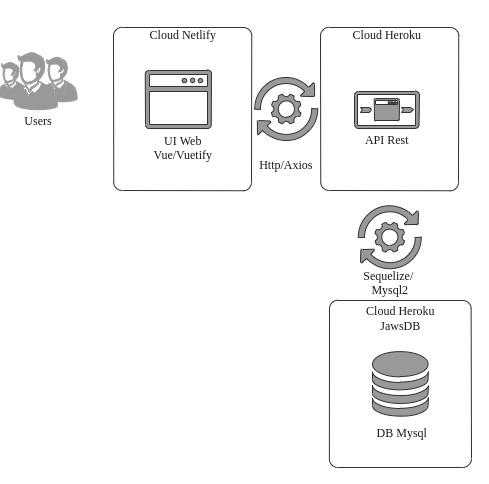 Cloud Netlify
Cloud Heroku
Users
UI Web
Vue/Vuetify
Http/Axios
API Rest
Sequelize/
Mysql2
Cloud Heroku
JawsDB
DB Mysql